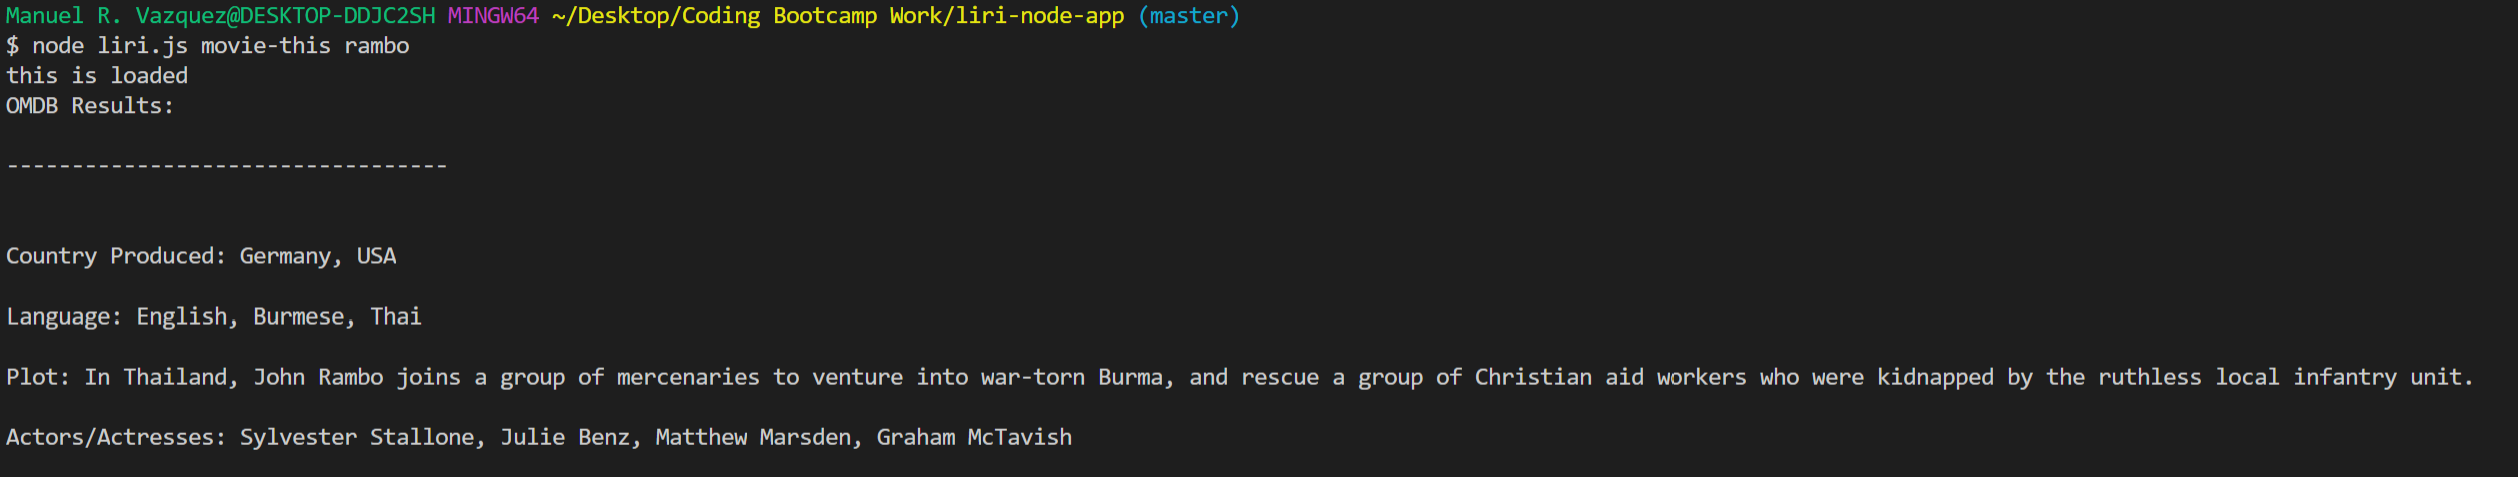 Manuel R. Vazquez@DESKTOP-DDJC2SH MINGW64 ~/Desktop/Coding Bootcamp Work/liri-node-app (master)
$ node liri.js movie-this rambo
this is loaded
OMDB Results:
----------------------------------
Country Produced: Germany, USA
Language: English, Burmese, Thai
Plot: In Thailand, John Rambo joins a group of mercenaries to venture into war-torn Burma, and rescue a group of Christian aid workers who were kidnapped by the ruthless local infantry unit.
Actors/Actresses: Sylvester Stallone, Julie Benz, Matthew Marsden, Graham McTavish